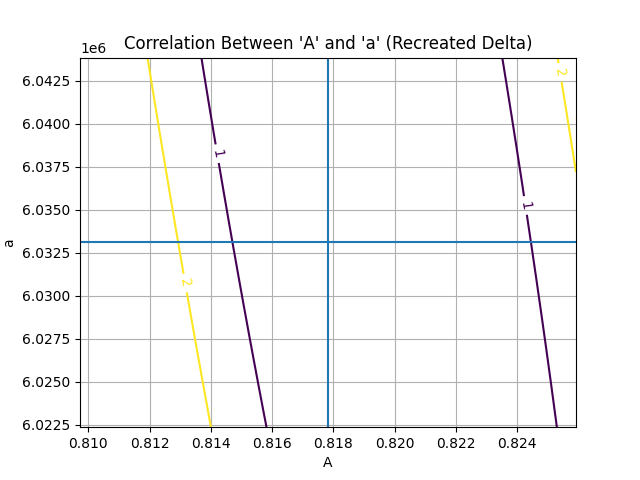 Correlation Between 'A' and 'a' (Recreated Delta)
1e6
6.0425
6.0400
6.0375
6.0350
6.0325
6.0300
6.0275
6.0250
6.0225
a
2
1
1
2
0.810 0.812 0.814 0.816 0.818 0.820 0.822 0.824
A